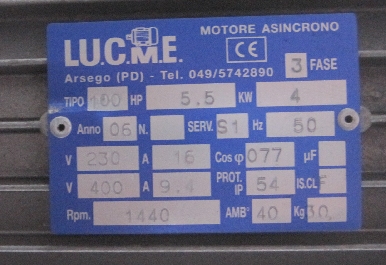 MOTORE ASINCRONO
L.U.C.M.E.
CE
Arsego (PD) - Tel. 049/5742890 3 FASE
TIPO 100 HP 5.5 KW 4
Anno 06 N. SERV. S1 Hz 50
V 230 A 16 Cos φ 077 µF
V 400 A 9.4 PROT. IP 54 IS.CL F
Rpm. 1440 AMB° 40 Kg 30,